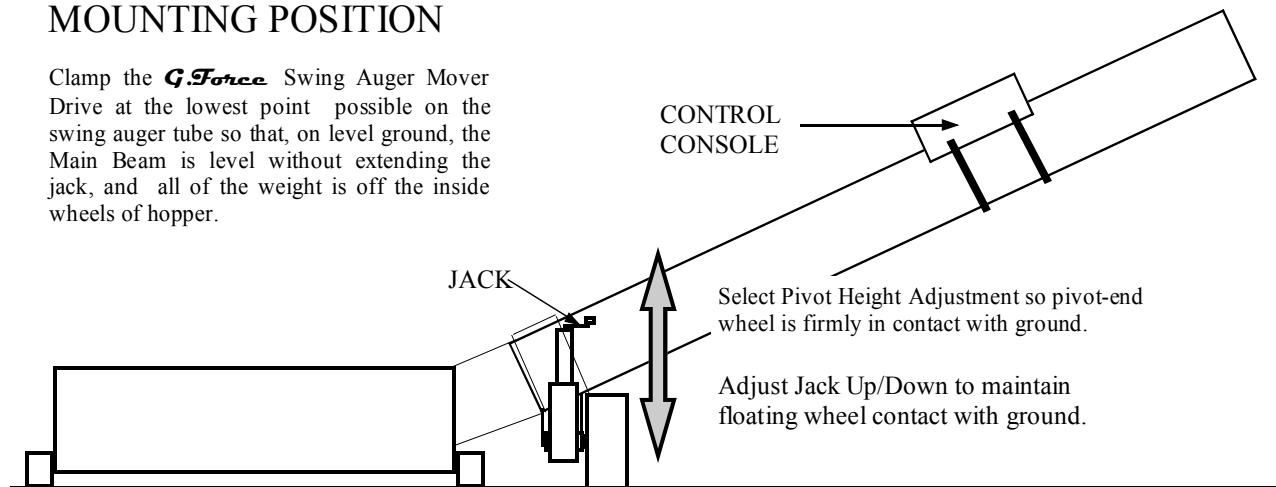 MOUNTING POSITION
Clamp the G.Force Swing Auger Mover
Drive at the lowest point possible on the
swing auger tube so that, on level ground, the
Main Beam is level without extending the
jack, and all of the weight is off the inside
wheels of hopper.
CONTROL
CONSOLE
JACK
Select Pivot Height Adjustment so pivot-end
wheel is firmly in contact with ground.
Adjust Jack Up/Down to maintain
floating wheel contact with ground.